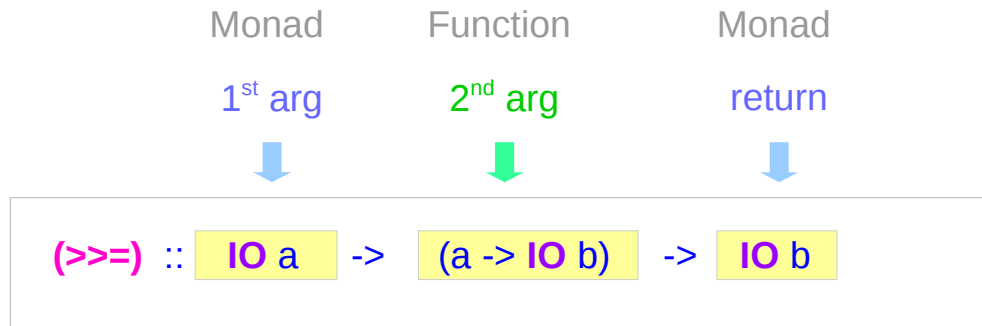 Monad Function Monad
1st arg 2nd arg return
(>>=) :: IO a -> (a -> IO b) -> IO b